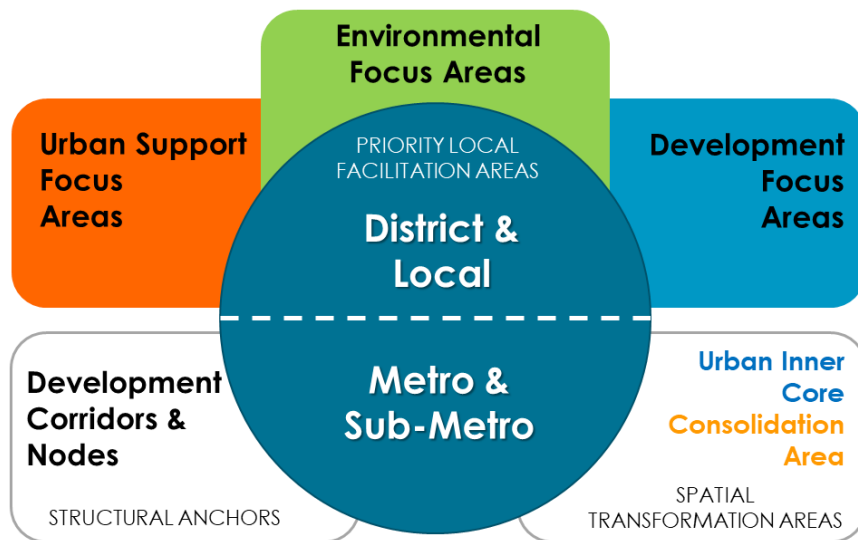 Environmental
Focus Areas
Urban Support
Focus
Areas
PRIORITY LOCAL
FACILITATION AREAS
Development
Focus
Areas
District &
Local
Metro &
Sub-Metro
Development
Corridors &
Nodes
STRUCTURAL ANCHORS
Urban Inner
Core
Consolidation
Area
SPATIAL
TRANSFORMATION AREAS